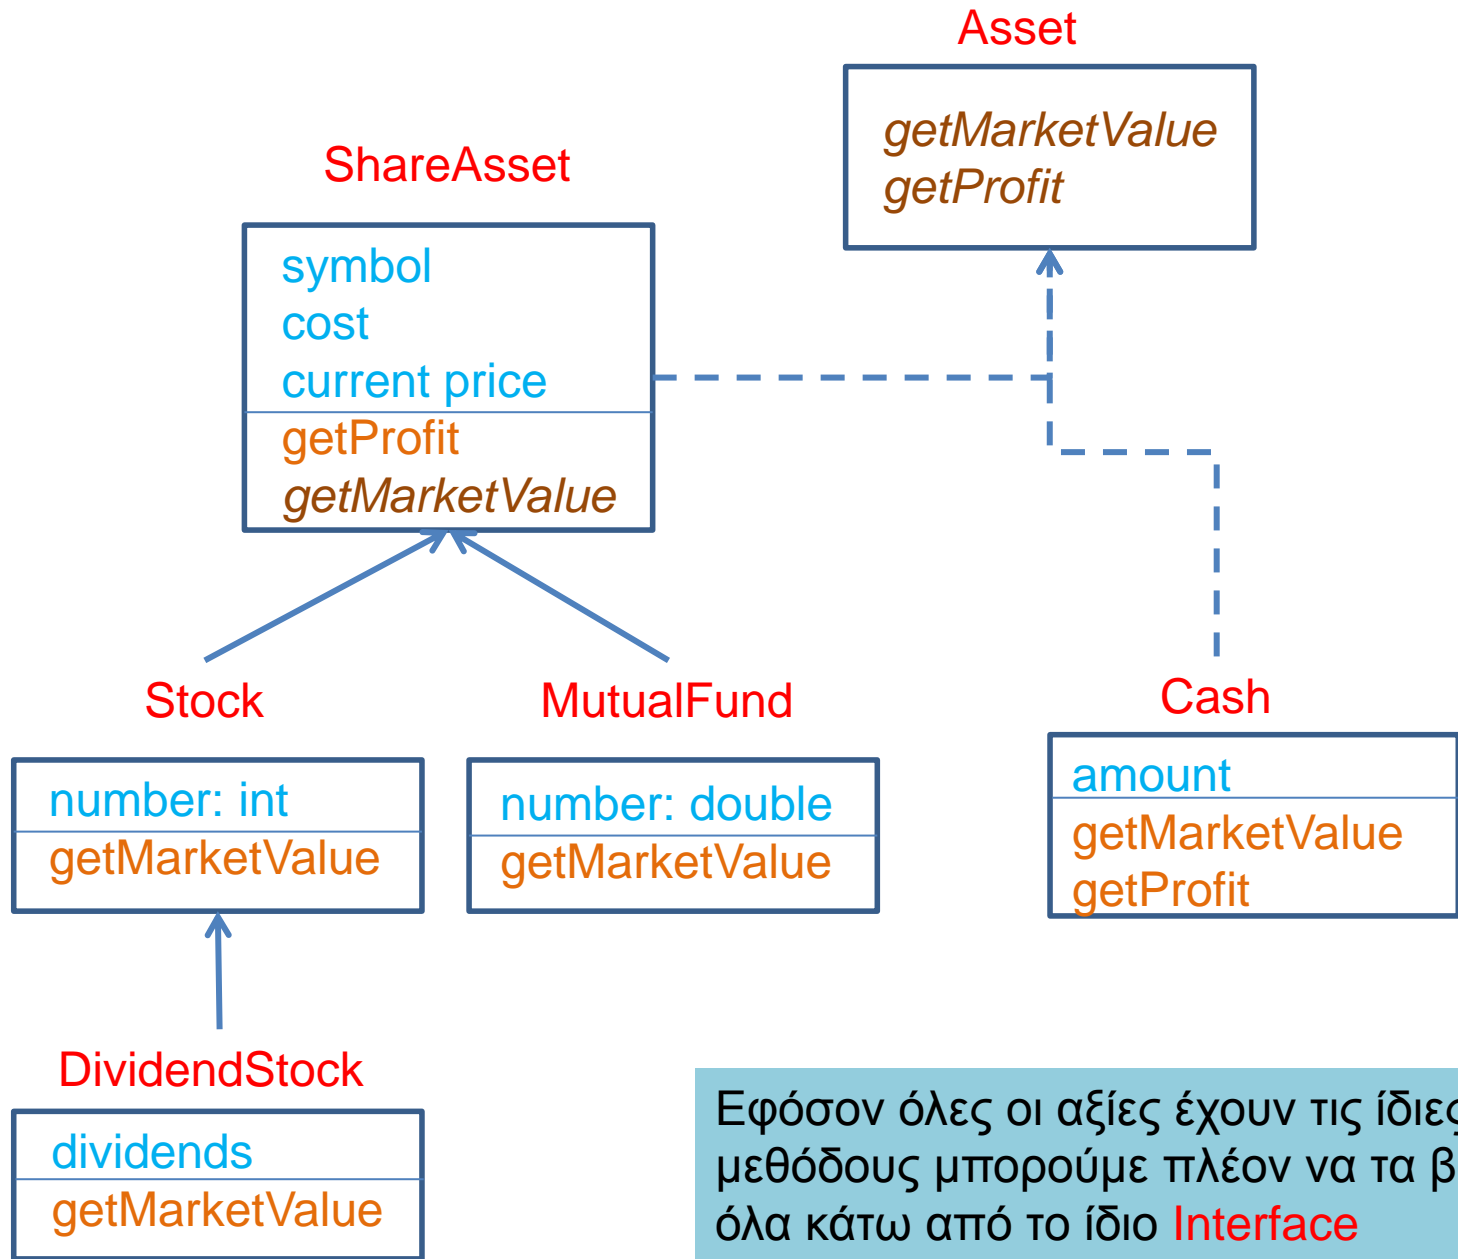 Asset
getMarketValue
getProfit
ShareAsset
symbol
cost
current price
getProfit
getMarketValue
Stock
number: int
getMarketValue
MutualFund
number: double
getMarketValue
Cash
amount
getMarketValue
getProfit
DividendStock
dividends
getMarketValue
Εφόσον όλες οι αξίες έχουν τις ίδιες
μεθόδους μπορούμε πλέον να τα
όλα κάτω από το ίδιο Interface